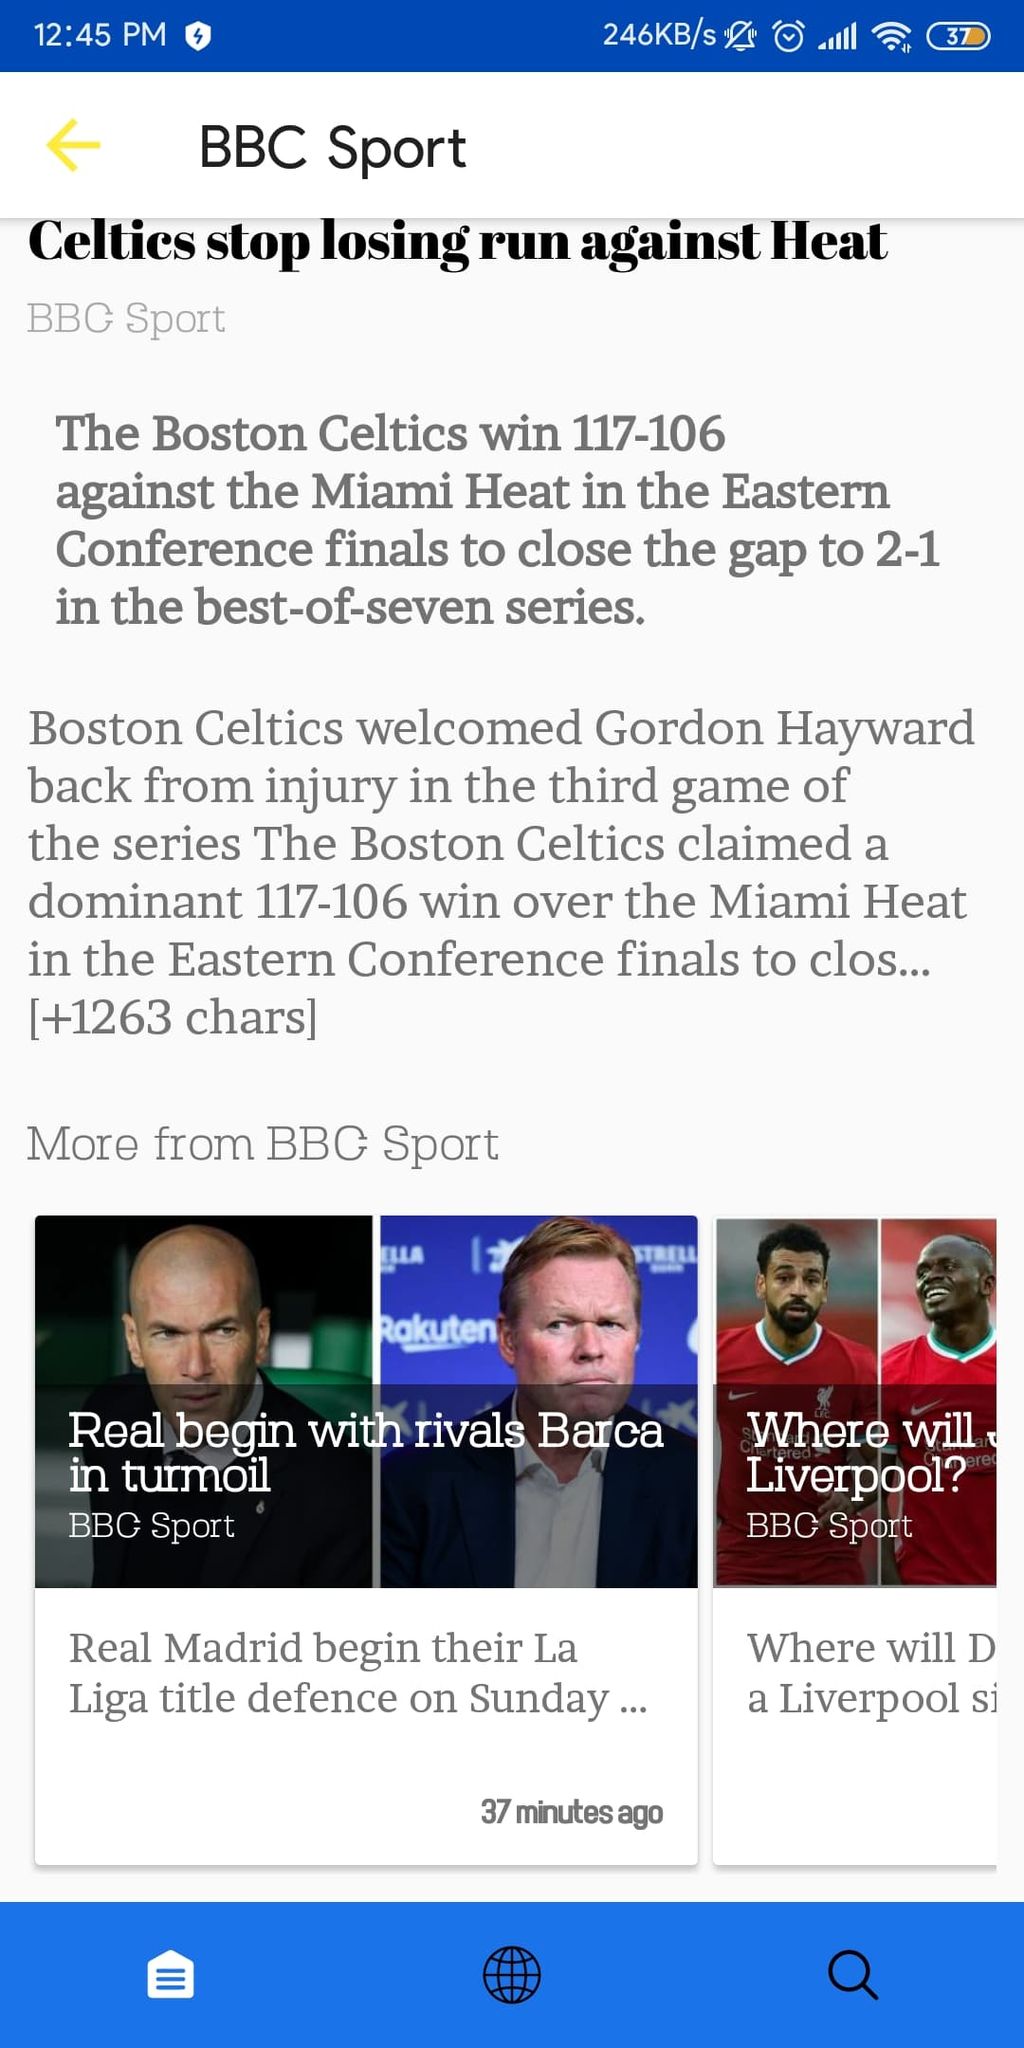 12:45 PM
246KB/s
37
BBC Sport
Celtics stop losing run against Heat
BBC Sport
The Boston Celtics win 117-106
against the Miami Heat in the Eastern
Conference finals to close the gap to 2-1
in the best-of-seven series.
Boston Celtics welcomed Gordon Hayward
back from injury in the third game of
the series The Boston Celtics claimed a
dominant 117-106 win over the Miami Heat
in the Eastern Conference finals to clos...
[+1263 chars]
More from BBC Sport
Rakuten
Real begin with rivals Barca
in turmoil
BBC Sport
Real Madrid begin their La
Liga title defence on Sunday ...
37 minutes ago
Where will
Liverpool?
BBC Sport
Where will D
a Liverpool si